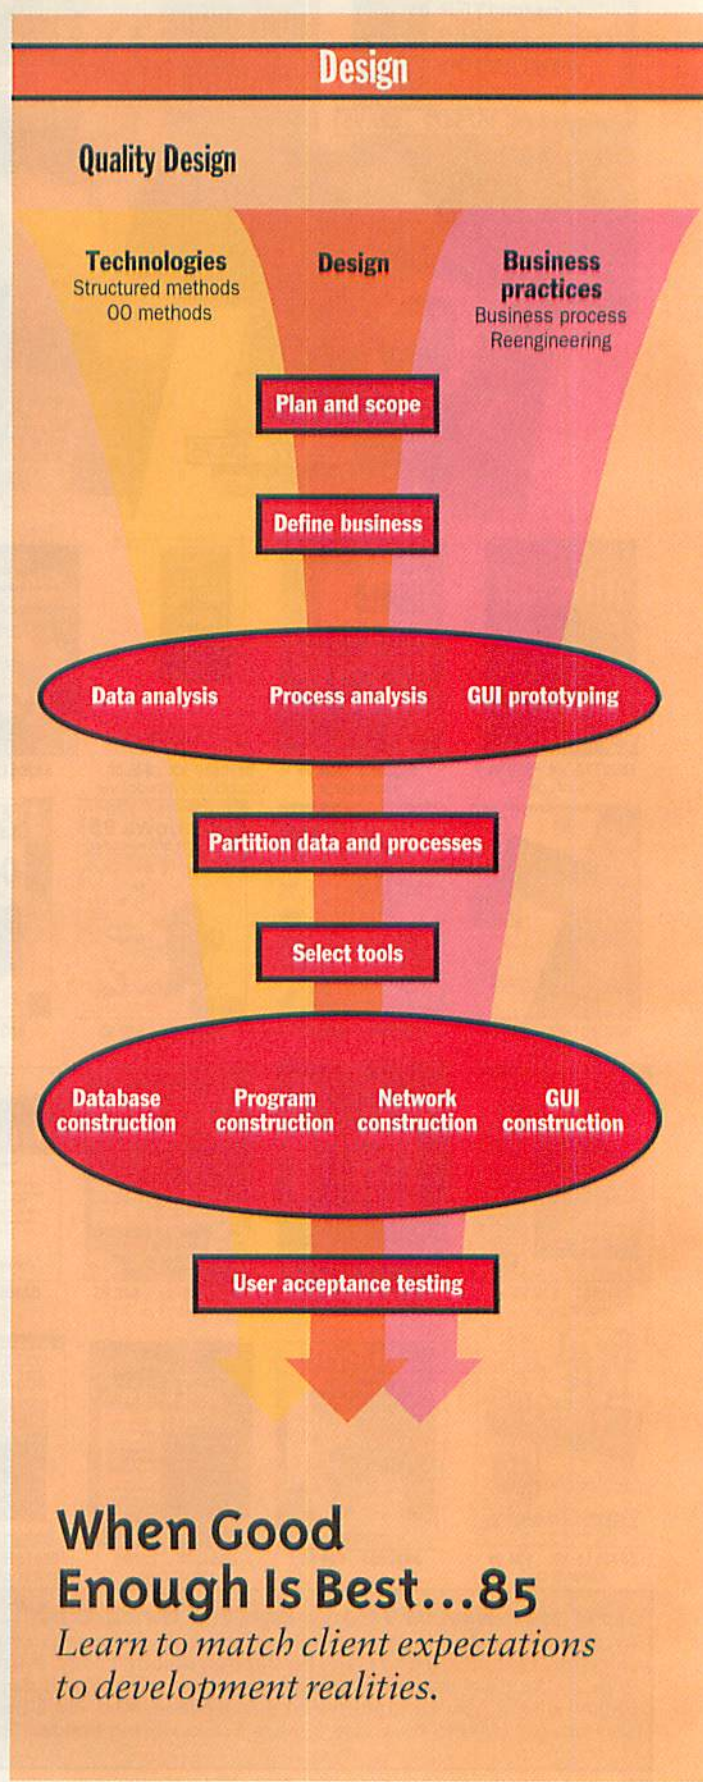 Design
Quality Design
Technologies
Structured methods
OO methods
Design
Business
practices
Business process
Reengineering
Plan and scope
Define business
Data analysis
Process analysis
GUI prototyping
Partition data and processes
Select tools
Database
construction
Program
construction
Network
construction
GUI
construction
User acceptance testing
When Good
Enough Is Best...85
Learn to match client expectations
to development realities.